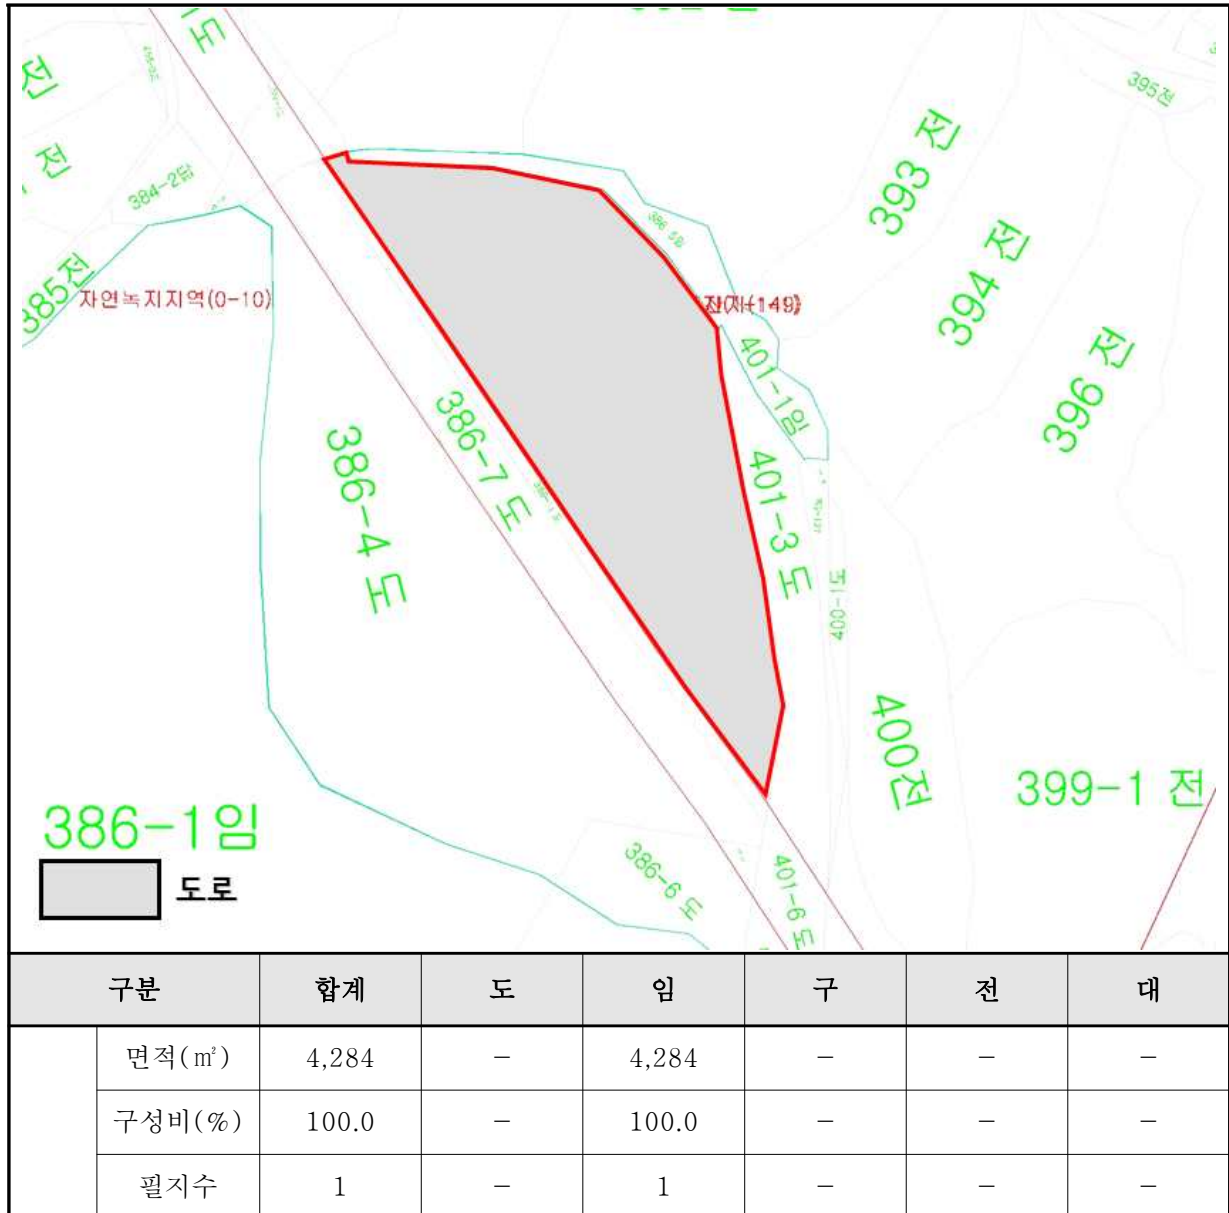 도
전
전
384-2답
385전
자연녹지지역(0-10)
395전
393 전
394 전
396 전
386-5임
401-1임
401-3 도
386-7 도
386-4 도
400-1도
400전
399-1 전
386-1임
도로
386-6 도
401-6 도
구분 합계 도 임 구 전 대
면적(㎡) 4,284 - 4,284 - - -
구성비(%) 100.0 - 100.0 - - -
필지수 1 - 1 - - -